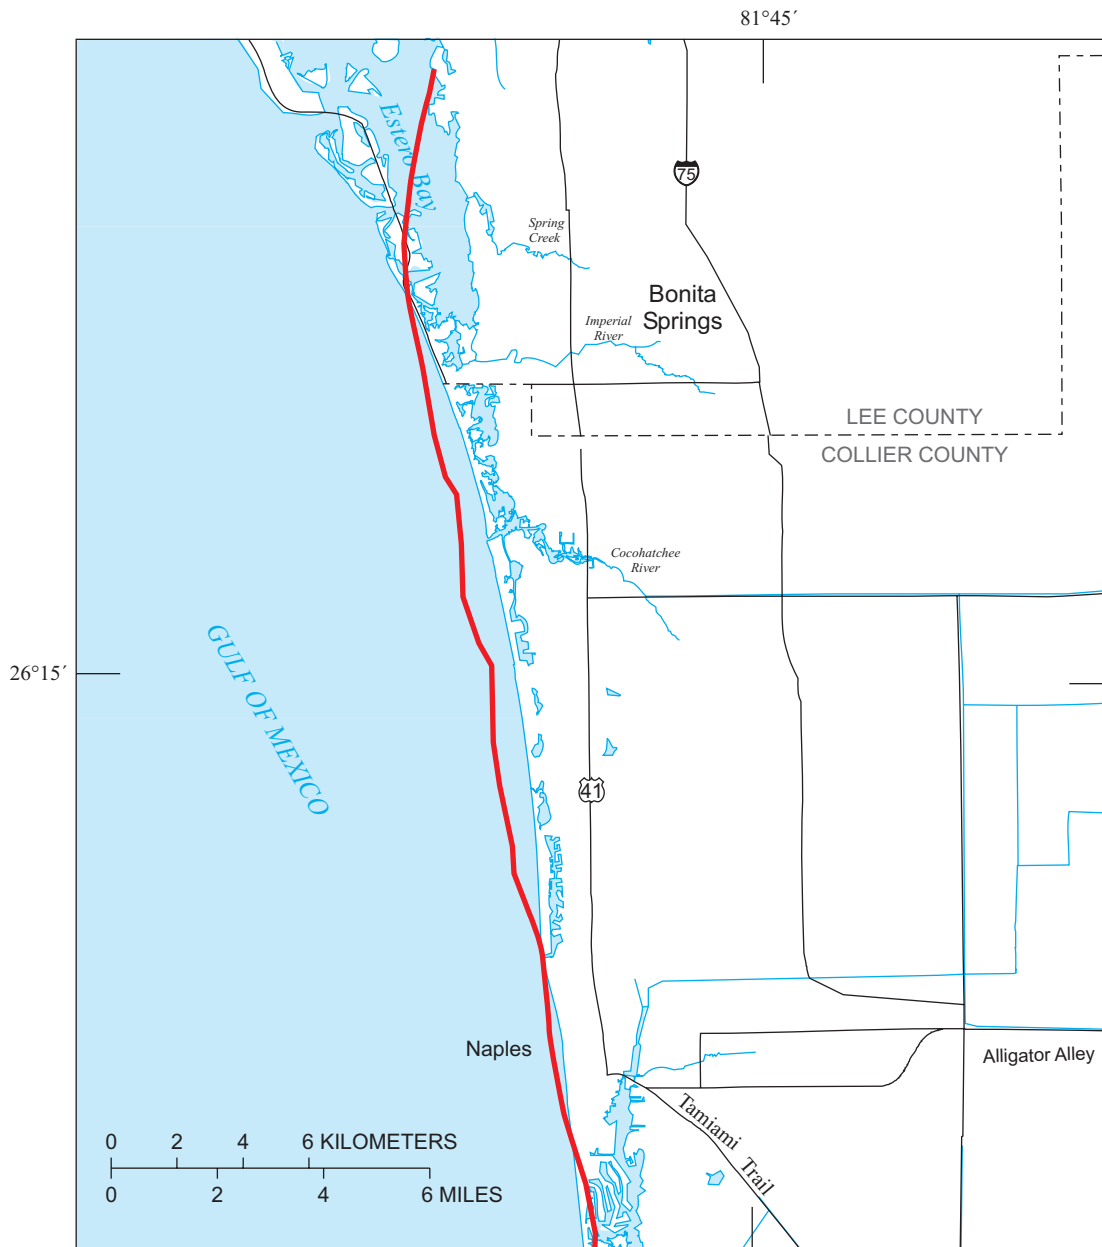 81°45′
Estero Bay
75
Spring
Creek
Bonita
Springs
Imperial
River
LEE COUNTY
COLLIER COUNTY
Cocohatchee
River
26°15′
GULF OF MEXICO
41
Naples
Alligator Alley
Tamiami Trail
0 2 4 6 KILOMETERS
0 2 4 6 MILES